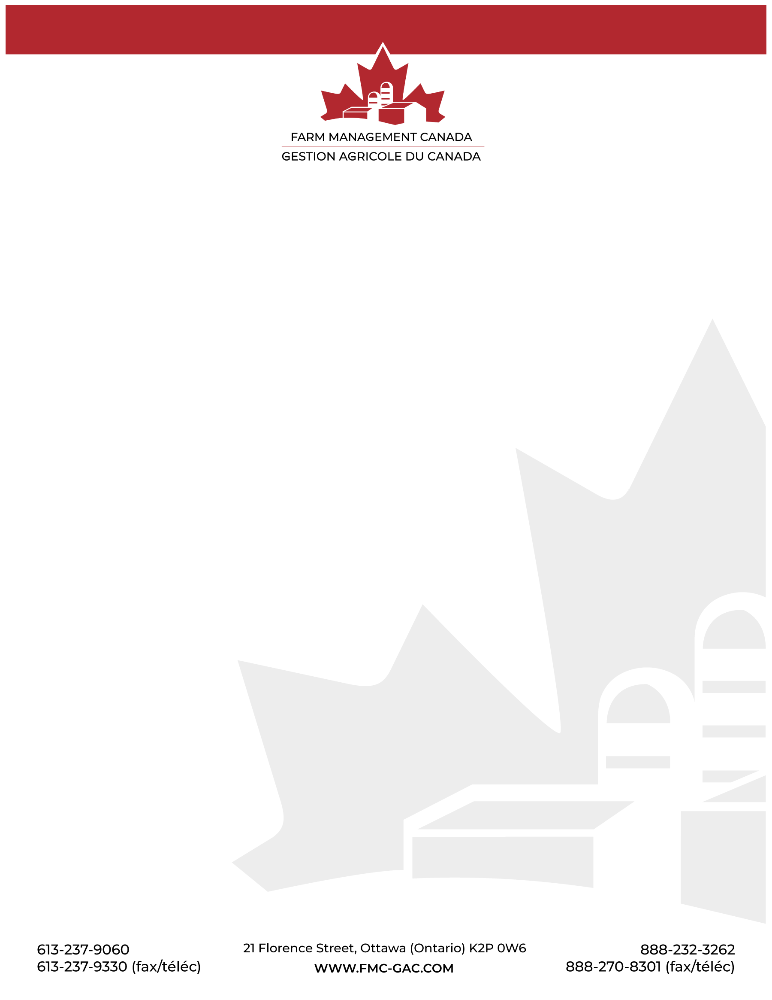 FARM MANAGEMENT CANADA
GESTION AGRICOLE DU CANADA
613-237-9060
613-237-9330 (fax/téléc)
21 Florence Street, Ottawa (Ontario) K2P 0W6
WWW.FMC-GAC.COM
888-232-3262
888-270-8301 (fax/téléc)